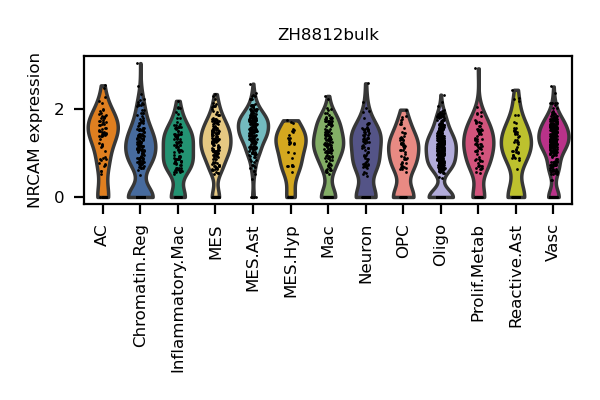 ZH8812bulk
NRCAM expression
2
0
AC
Chromatin.Reg
Inflammatory.Mac
MES
MES.Ast
MES.Hyp
Mac
Neuron
OPC
Oligo
Prolif.Metab
Reactive.Ast
Vasc